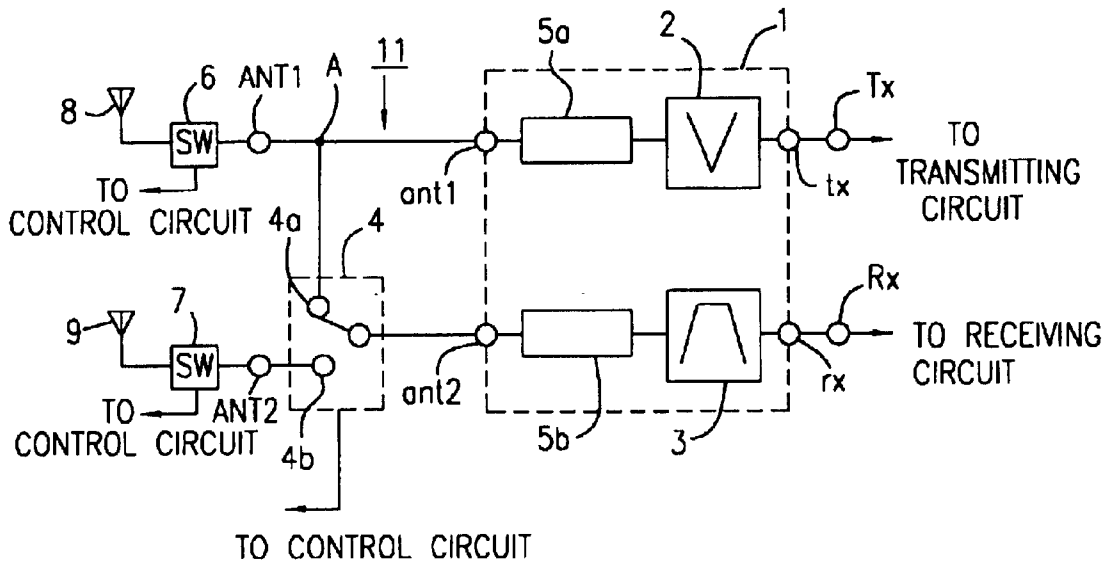 5a
2
1
11
8
6
ANT1
A
Tx
SW
TO
CONTROL CIRCUIT
ant1
tx
TO
TRANSMITTING
CIRCUIT
4a
4
9
7
Rx
SW
TO
CONTROL CIRCUIT
ANT2
4b
ant2
5b
3
rx
TO RECEIVING
CIRCUIT
TO CONTROL CIRCUIT